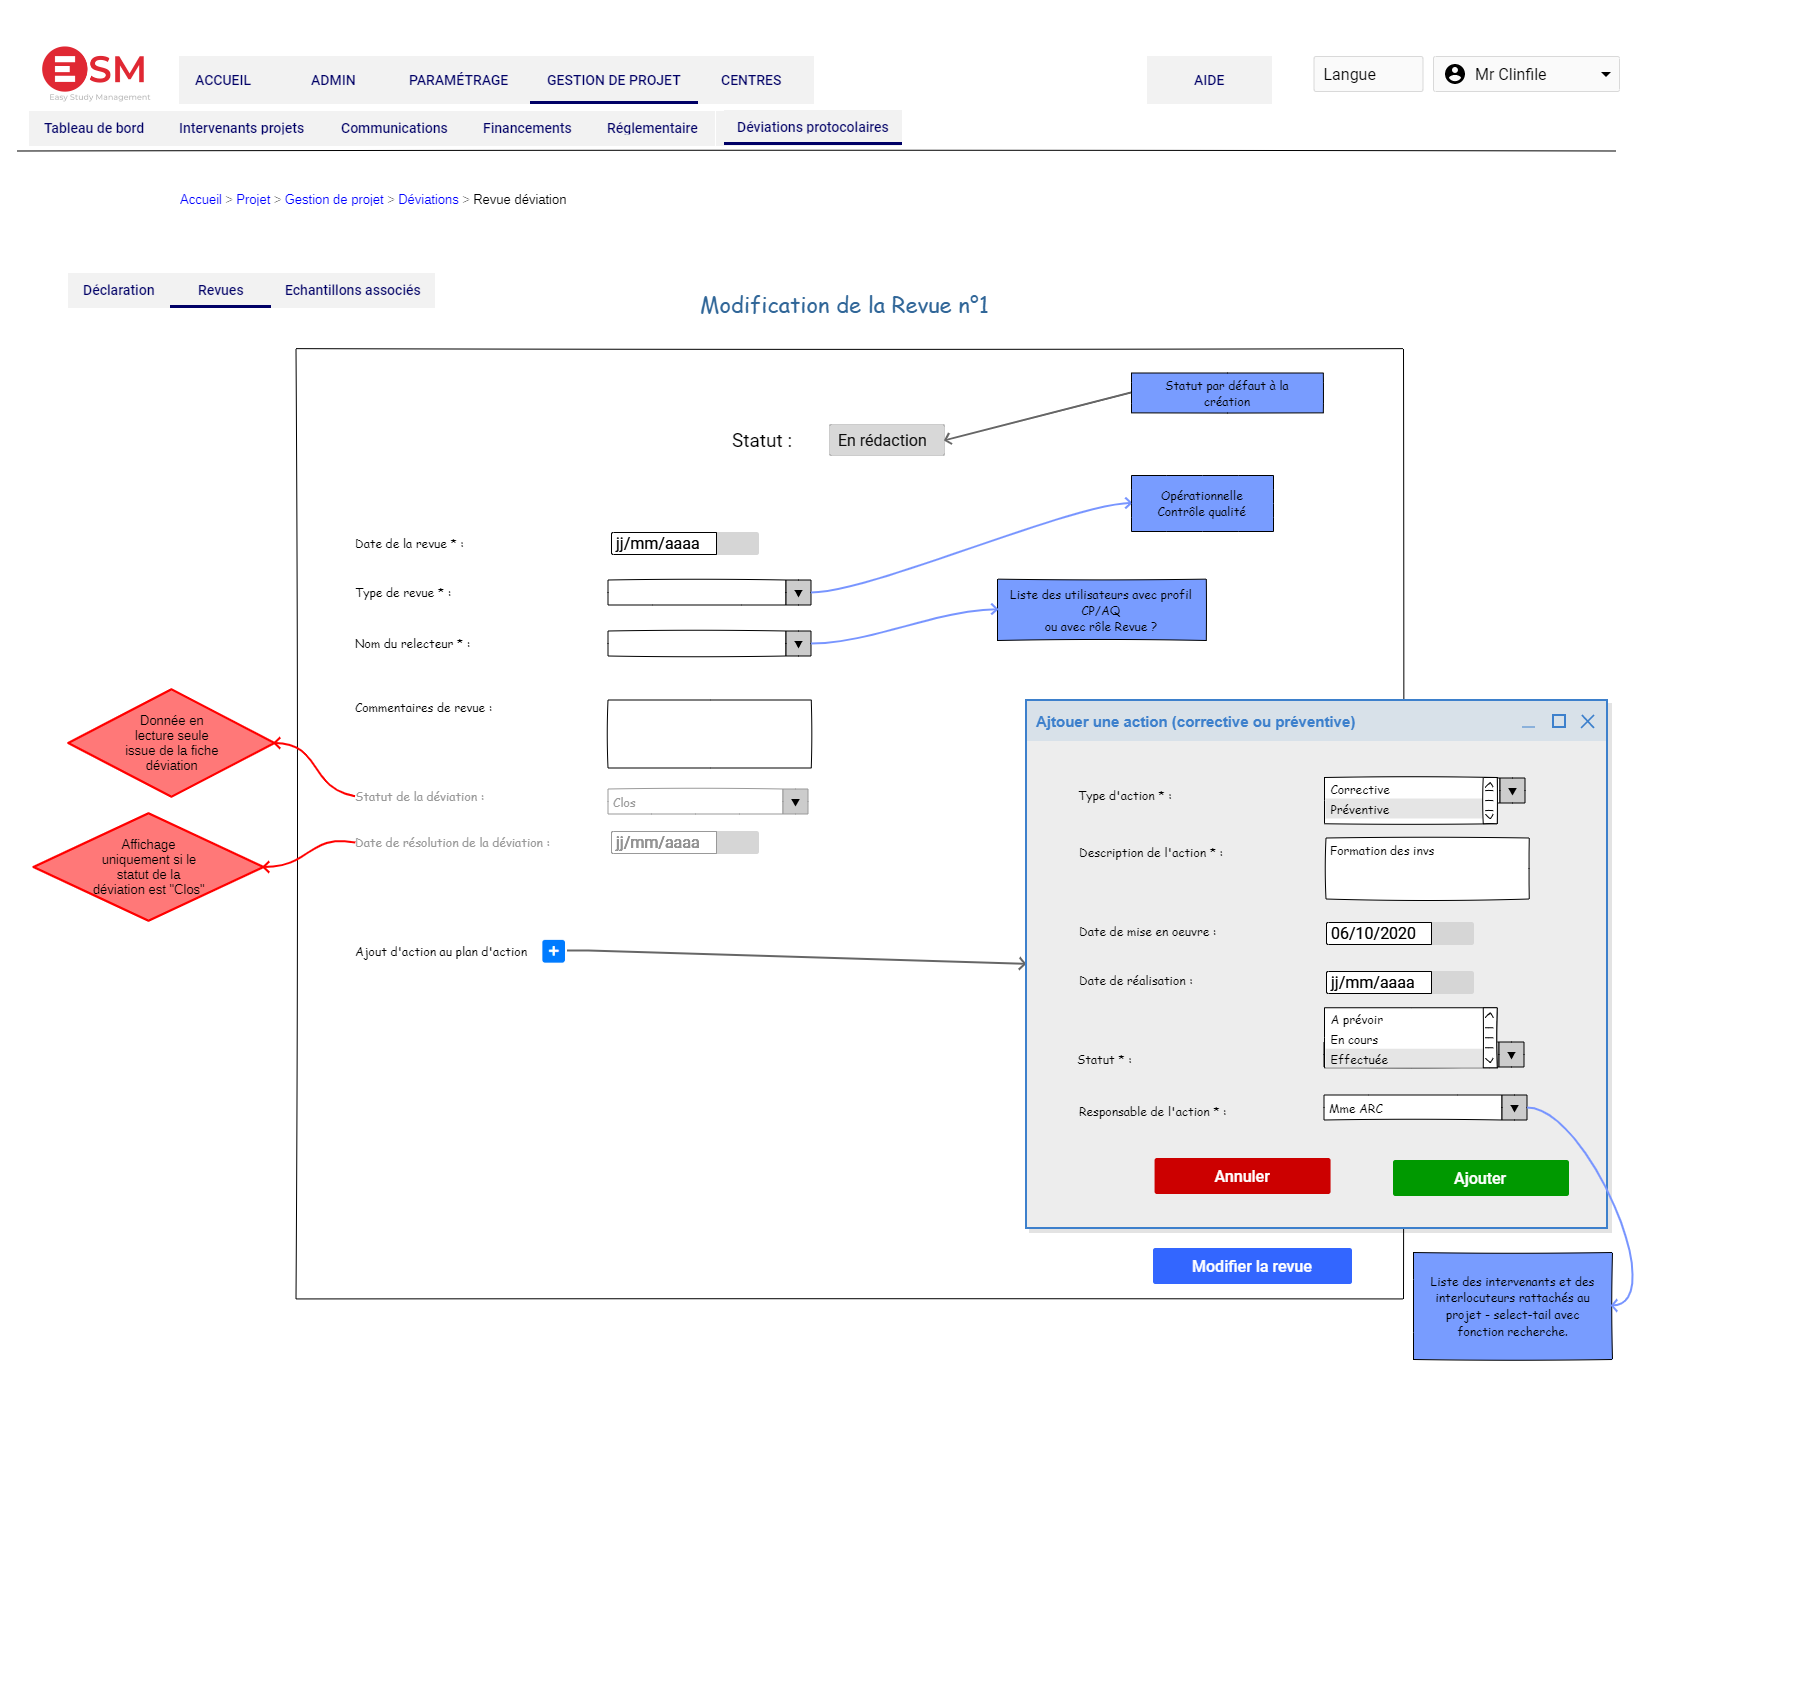 ESM
Easy Study Management
ACCUEIL
ADMIN
PARAMÉTRAGE
GESTION DE PROJET
CENTRES
AIDE
Langue
Mr Clinfile
Tableau de bord
Intervenants projets
Communications
Financements
Réglementaire
Déviations protocolaires
Accueil > Projet > Gestion de projet > Déviations > Revue déviation
Déclaration
Revues
Echantillons associés
Modification de la Revue n°1
Statut par défaut à la
création
Statut :
En rédaction
Opérationnelle
Contrôle qualité
Date de la revue * :
jj/mm/aaaa
Type de revue * :
Liste des utilisateurs avec profil
CP/AQ
ou avec rôle Revue ?
Nom du relecteur * :
Commentaires de revue :
Donnée en
lecture seule
issue de la fiche
déviation
Statut de la déviation :
Clos
Affichage
uniquement si le
statut de la
déviation est "Clos"
Date de résolution de la déviation :
jj/mm/aaaa
Ajout d'action au plan d'action
Ajtouer une action (corrective ou préventive)
Type d'action * :
Corrective
Préventive
Description de l'action * :
Formation des invs
Date de mise en oeuvre :
06/10/2020
Date de réalisation :
jj/mm/aaaa
Statut * :
A prévoir
En cours
Effectuée
Responsable de l'action * :
Mme ARC
Annuler
Ajouter
Modifier la revue
Liste des intervenants et des
interlocuteurs rattachés au
projet - select-tail avec
fonction recherche.